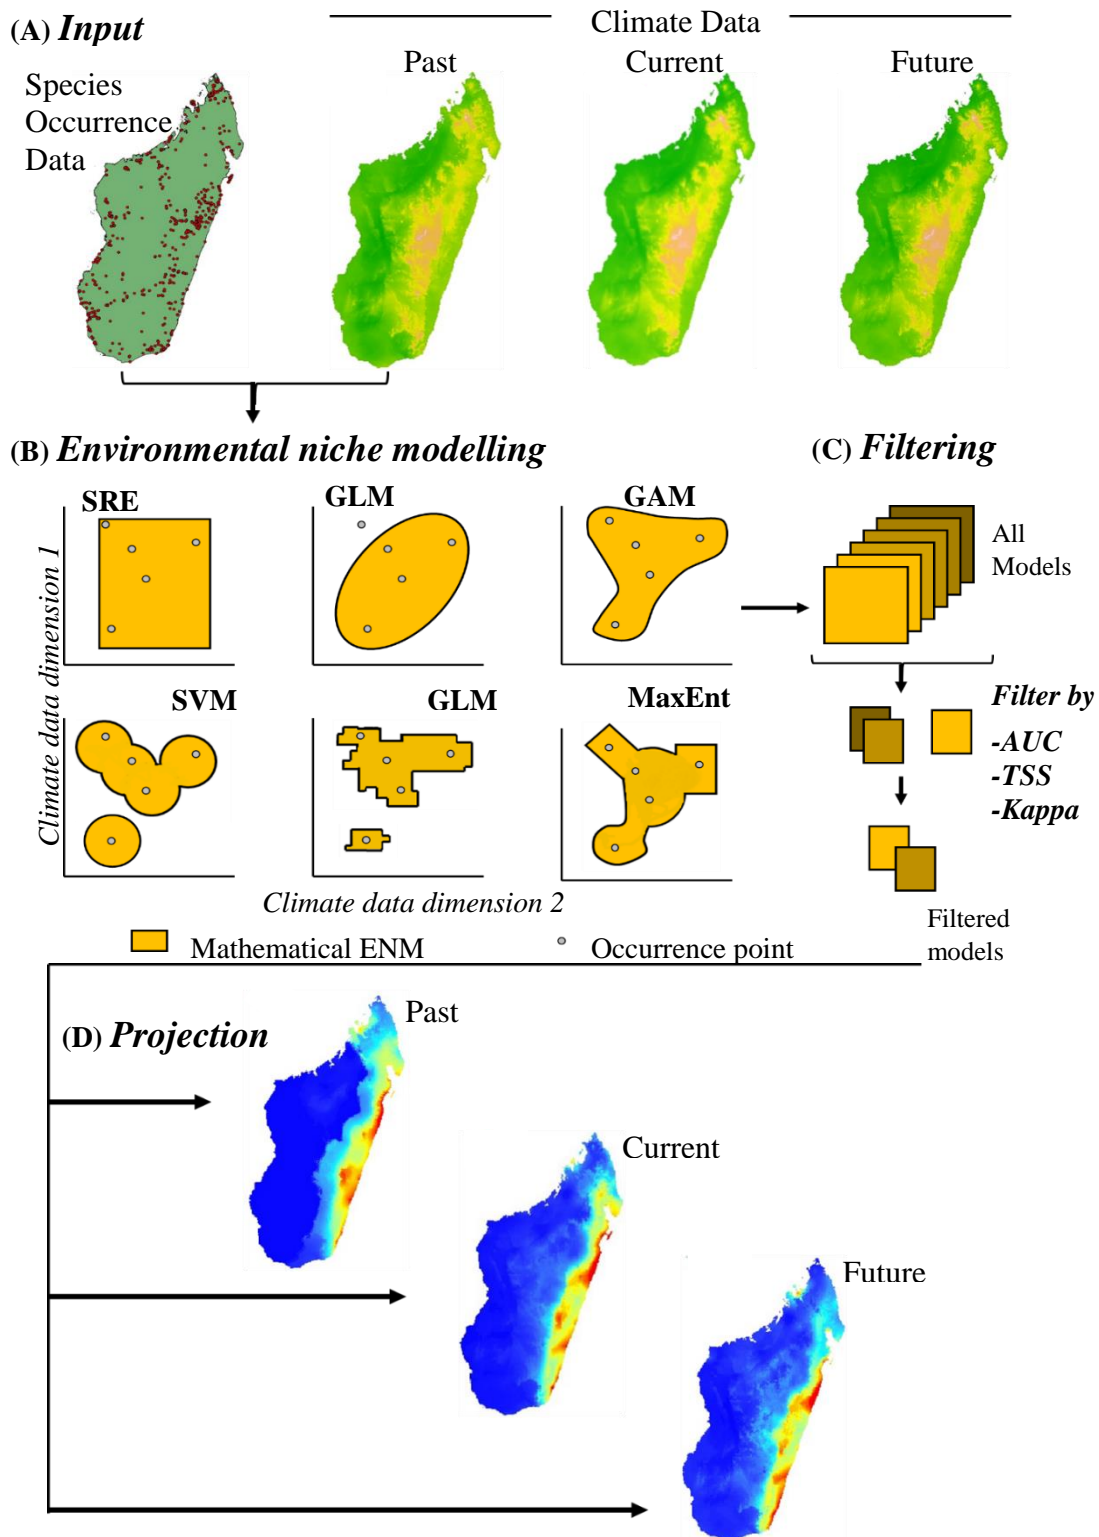 (A) Input
Climate Data
Past
Current
Future
Species
Occurrence
Data
(B) Environmental niche modelling
(C) Filtering
SRE
GLM
GAM
All
Models
Climate data dimension 1
SVM
GLM
MaxEnt
Filter by
-AUC
-TSS
-Kappa
Climate data dimension 2
Mathematical ENM
Occurrence point
Filtered
models
(D) Projection
Past
Current
Future